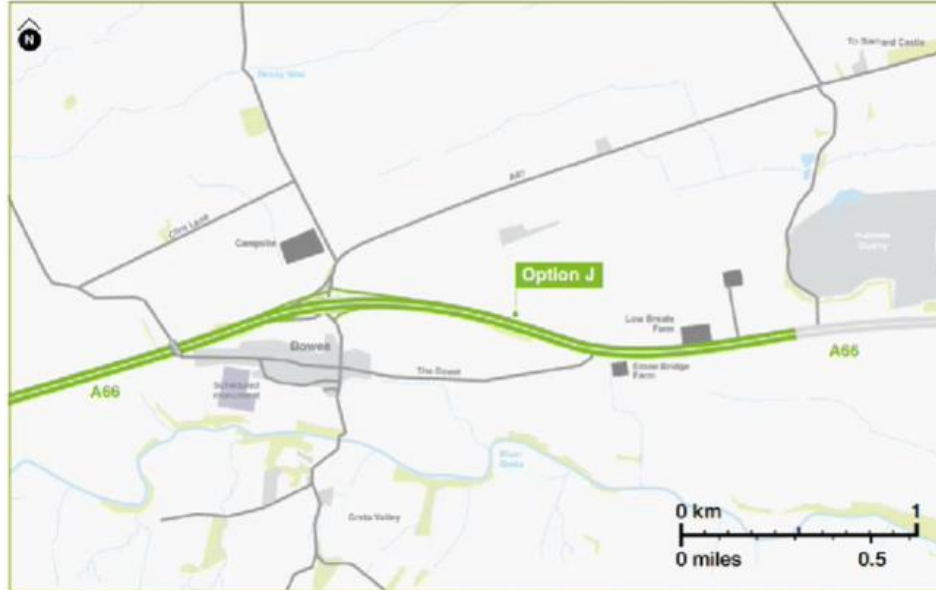 N
To Barnard Castle
Clint Lane
Campsite
Option J
Low Broats
Farm
Bowes
The Street
A66
A66
Scheduled
monument
Farm
River
Greta
Greta Valley
0 km 1
0 miles 0.5